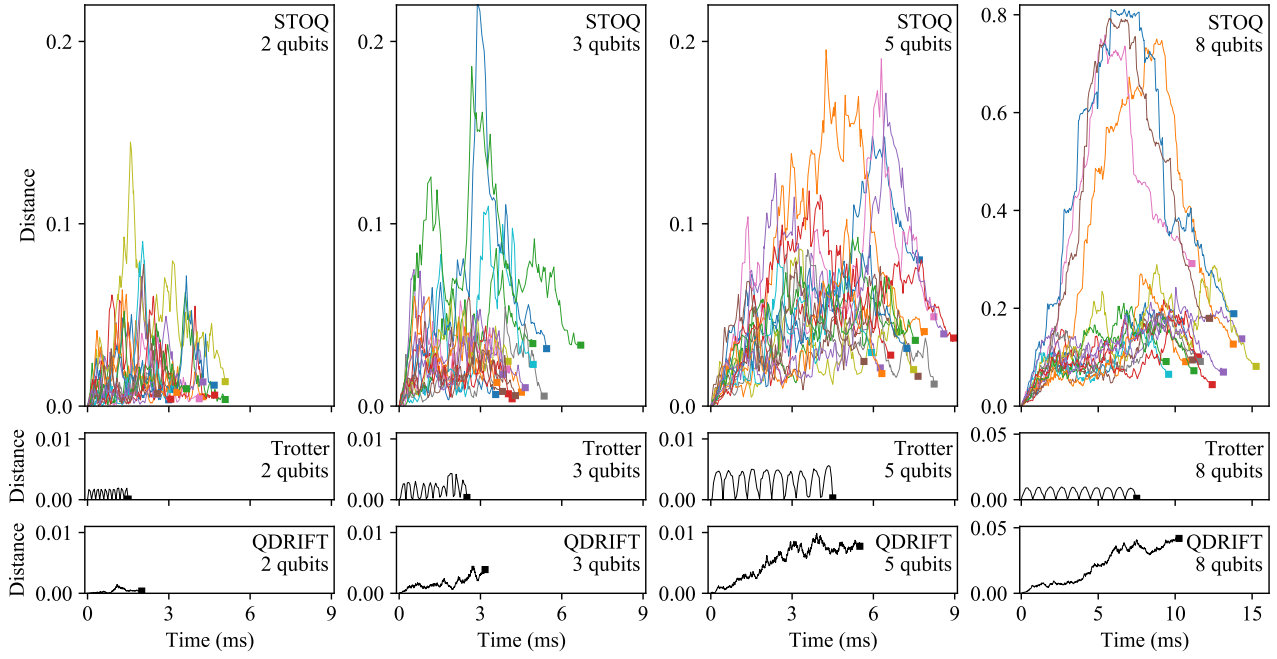 STOQ
2 qubits
STOQ
3 qubits
STOQ
5 qubits
STOQ
8 qubits
Distance
0.2
0.1
0.0
0.2
0.1
0.0
0.2
0.1
0.0
0.8
0.6
0.4
0.2
0.0
Distance
0.01
0.00
Trotter
2 qubits
0.01
0.00
Trotter
3 qubits
0.01
0.00
Trotter
5 qubits
0.05
0.00
Trotter
8 qubits
Distance
0.01
0.00
QDRIFT
2 qubits
0.01
0.00
QDRIFT
3 qubits
0.01
0.00
QDRIFT
5 qubits
0.05
0.00
QDRIFT
8 qubits
0 3 6 9
0 3 6 9
0 3 6 9
0 5 10 15
Time (ms)
Time (ms)
Time (ms)
Time (ms)